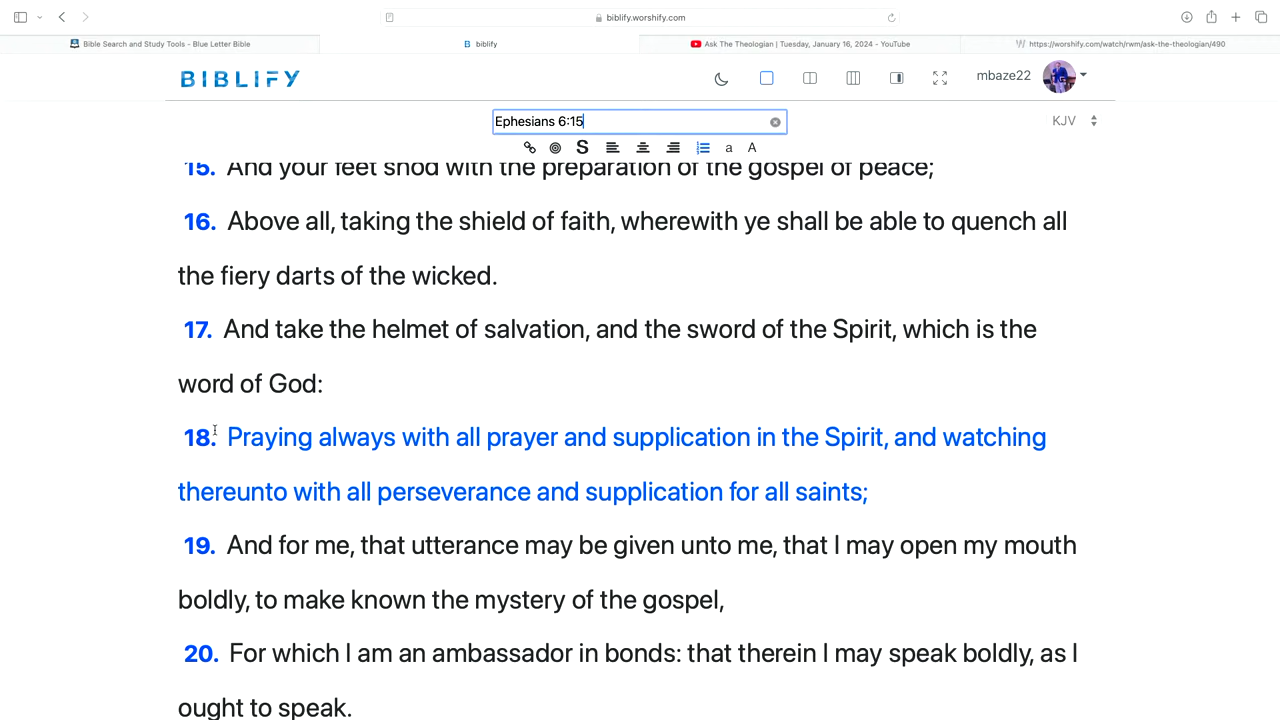 biblify.worshify.com
Bible Search and Study Tools - Blue Letter Bible
biblify
Ask The Theologian | Tuesday, January 16, 2024 - YouTube
https://worshify.com/watch/rwm/ask-the-theologian/490
BIBLIFY
mbaze22
Ephesians 6:15
KJV
S
a
A
15. And your feet shod with the preparation of the gospel of peace;
16. Above all, taking the shield of faith, wherewith ye shall be able to quench all
the fiery darts of the wicked.
17. And take the helmet of salvation, and the sword of the Spirit, which is the
word of God:
18. Praying always with all prayer and supplication in the Spirit, and watching
thereunto with all perseverance and supplication for all saints;
19. And for me, that utterance may be given unto me, that I may open my mouth
boldly, to make known the mystery of the gospel,
20. For which I am an ambassador in bonds: that therein I may speak boldly, as I
ought to speak.